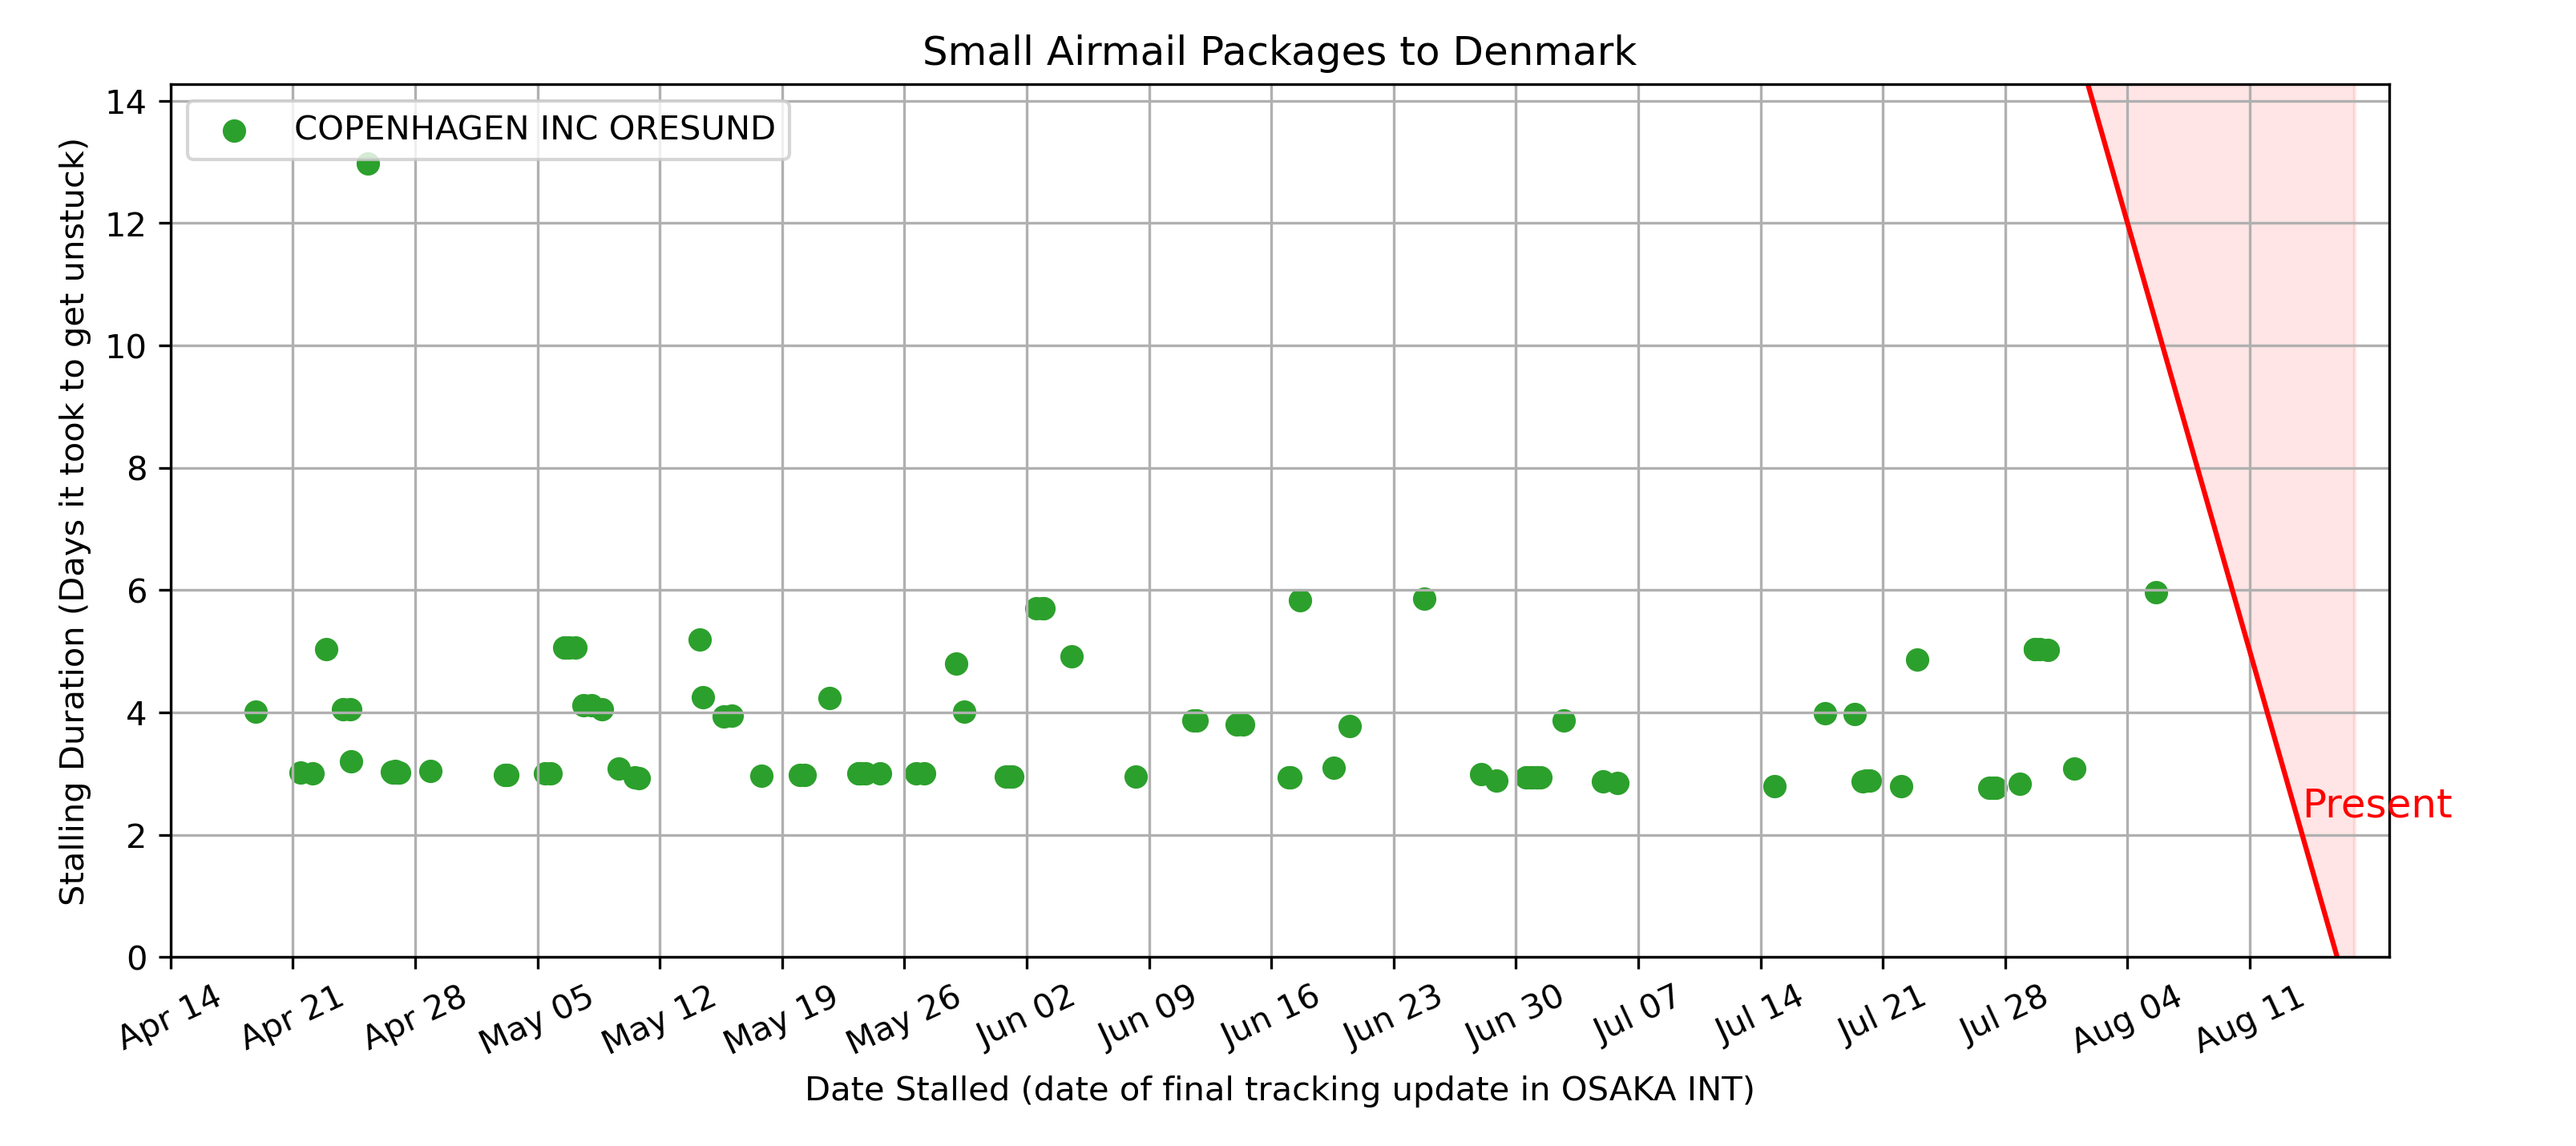 Small Airmail Packages to Denmark
COPENHAGEN INC ORESUND
Stalling Duration (Days it took to get unstuck)
14
12
10
8
6
4
2
0
Present
Apr 14
Apr 21
Apr 28
May 05
May 12
May 19
May 26
Jun 02
Jun 09
Jun 16
Jun 23
Jun 30
Jul 07
Jul 14
Jul 21
Jul 28
Aug 04
Aug 11
Date Stalled (date of final tracking update in OSAKA INT)